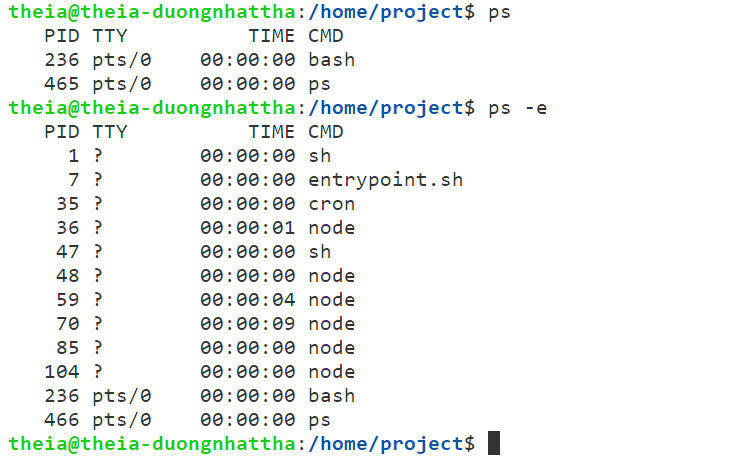 theia@theia-duongnhattha:/home/project$ ps
   PID TTY          TIME CMD
   236 pts/0    00:00:00 bash
   465 pts/0    00:00:00 ps
theia@theia-duongnhattha:/home/project$ ps -e
   PID TTY          TIME CMD
     1 ?        00:00:00 sh
     7 ?        00:00:00 entrypoint.sh
    35 ?        00:00:00 cron
    36 ?        00:00:01 node
    47 ?        00:00:00 sh
    48 ?        00:00:00 node
    59 ?        00:00:04 node
    70 ?        00:00:09 node
    85 ?        00:00:00 node
   104 ?        00:00:00 node
   236 pts/0    00:00:00 bash
   466 pts/0    00:00:00 ps
theia@theia-duongnhattha:/home/project$